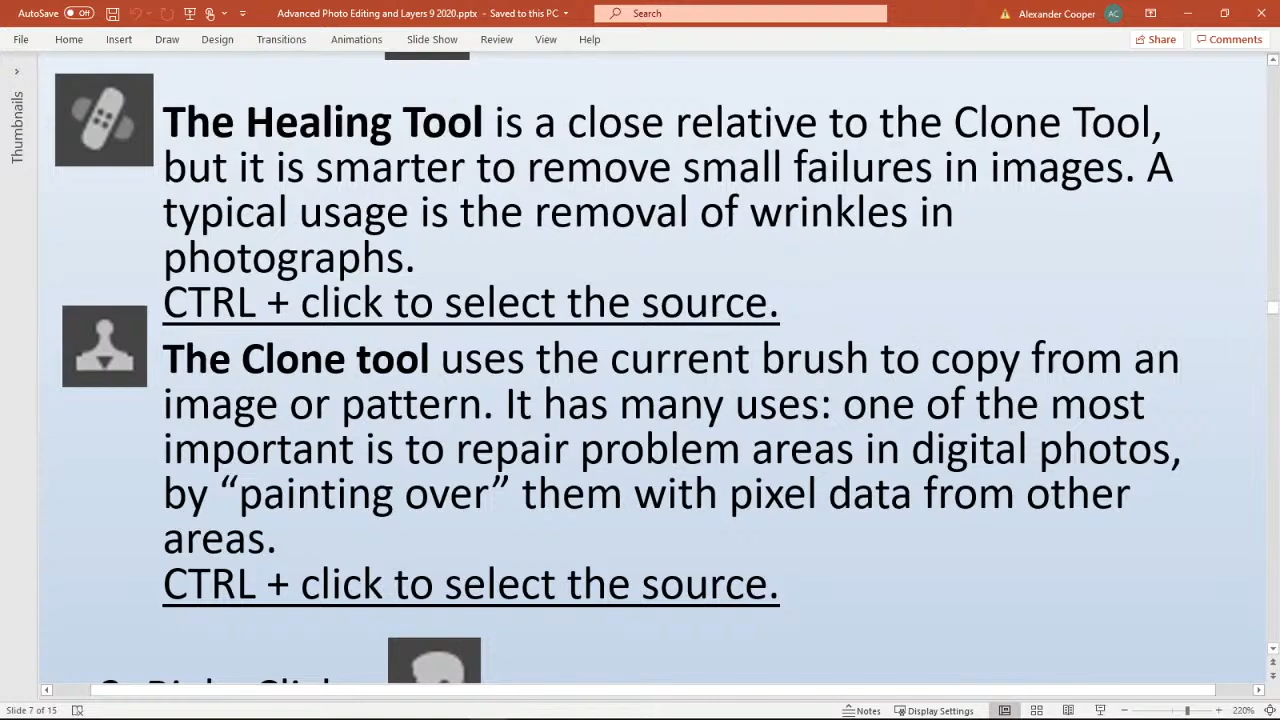 AutoSave Off Advanced Photo Editing and Layers 9 2020.pptx - Saved to this PC Search Alexander Cooper AC
File Home Insert Draw Design Transitions Animations Slide Show Review View Help Share Comments
Thumbnails
The Healing Tool is a close relative to the Clone Tool,
but it is smarter to remove small failures in images. A
typical usage is the removal of wrinkles in
photographs.
CTRL + click to select the source.
The Clone tool uses the current brush to copy from an
image or pattern. It has many uses: one of the most
important is to repair problem areas in digital photos,
by “painting over” them with pixel data from other
areas.
CTRL + click to select the source.
Slide 7 of 15 Notes Display Settings 220%